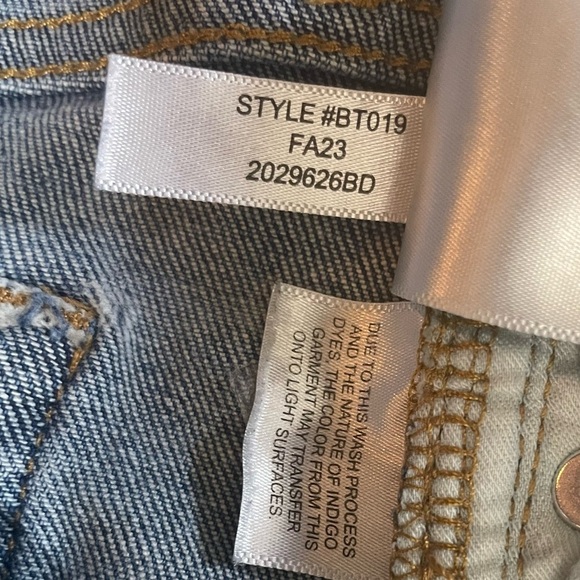 STYLE #BT019
FA23
2029626BD
DUE TO THIS WASH PROCESS
AND THE NATURE OF INDIGO
DYES, THE COLOR FROM THIS
GARMENT MAY TRANSFER
ONTO LIGHT SURFACES.